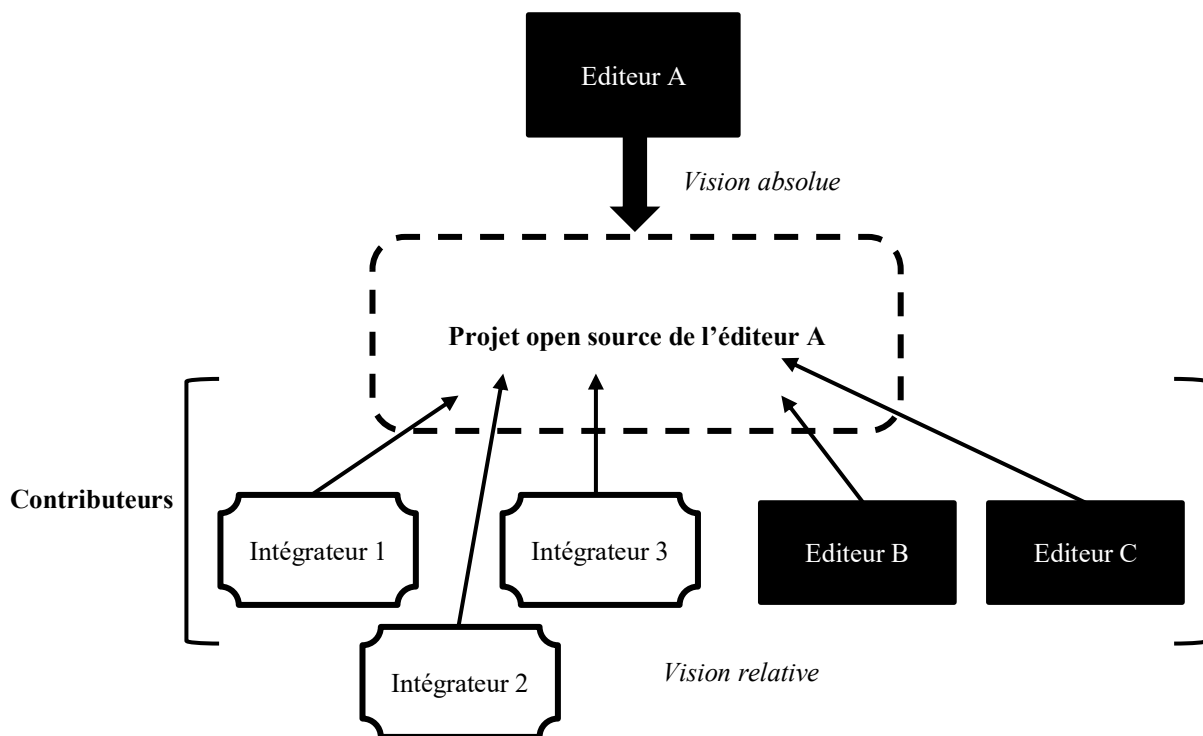 Editeur A
Vision absolue
Projet open source de l’éditeur A
Contributeurs
Intégrateur 1
Intégrateur 3
Editeur B
Editeur C
Intégrateur 2
Vision relative